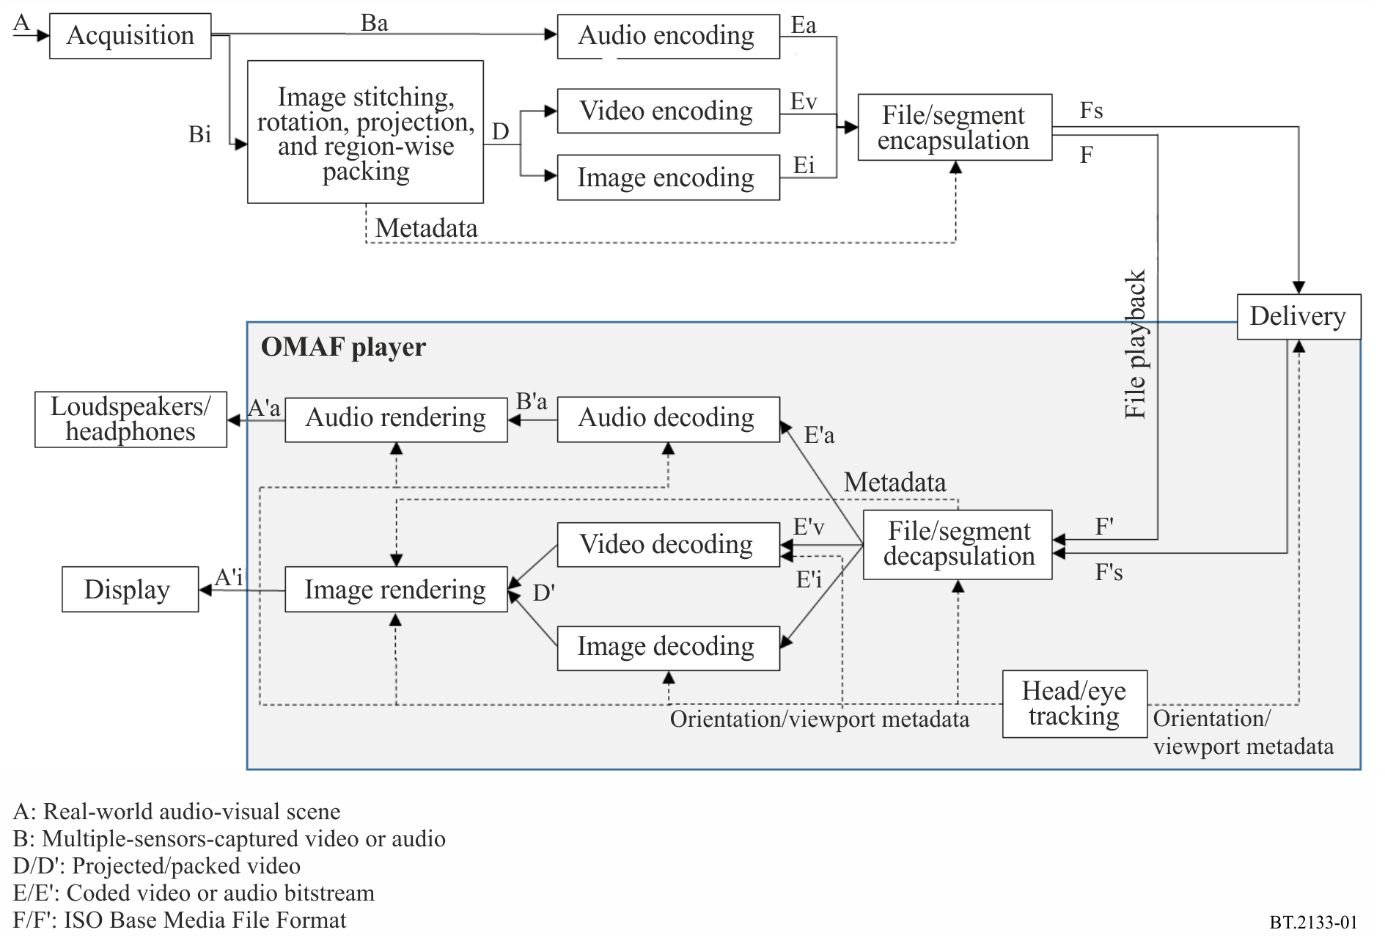 A
Acquisition
Ba
Audio encoding
Ea
Bi
Image stitching,
rotation, projection,
and region-wise
packing
D
Video encoding
Ev
Image encoding
Ei
File/segment
encapsulation
Fs
F
Metadata
File playback
Delivery
OMAF player
Loudspeakers/
headphones
A'a
Audio rendering
B'a
Audio decoding
E'a
Metadata
Display
A'i
Image rendering
D'
Video decoding
E'v
E'i
Image decoding
File/segment
decapsulation
F'
F's
Orientation/viewport metadata
Head/eye
tracking
Orientation/
viewport metadata
A: Real-world audio-visual scene
B: Multiple-sensors-captured video or audio
D/D': Projected/packed video
E/E': Coded video or audio bitstream
F/F': ISO Base Media File Format
BT.2133-01